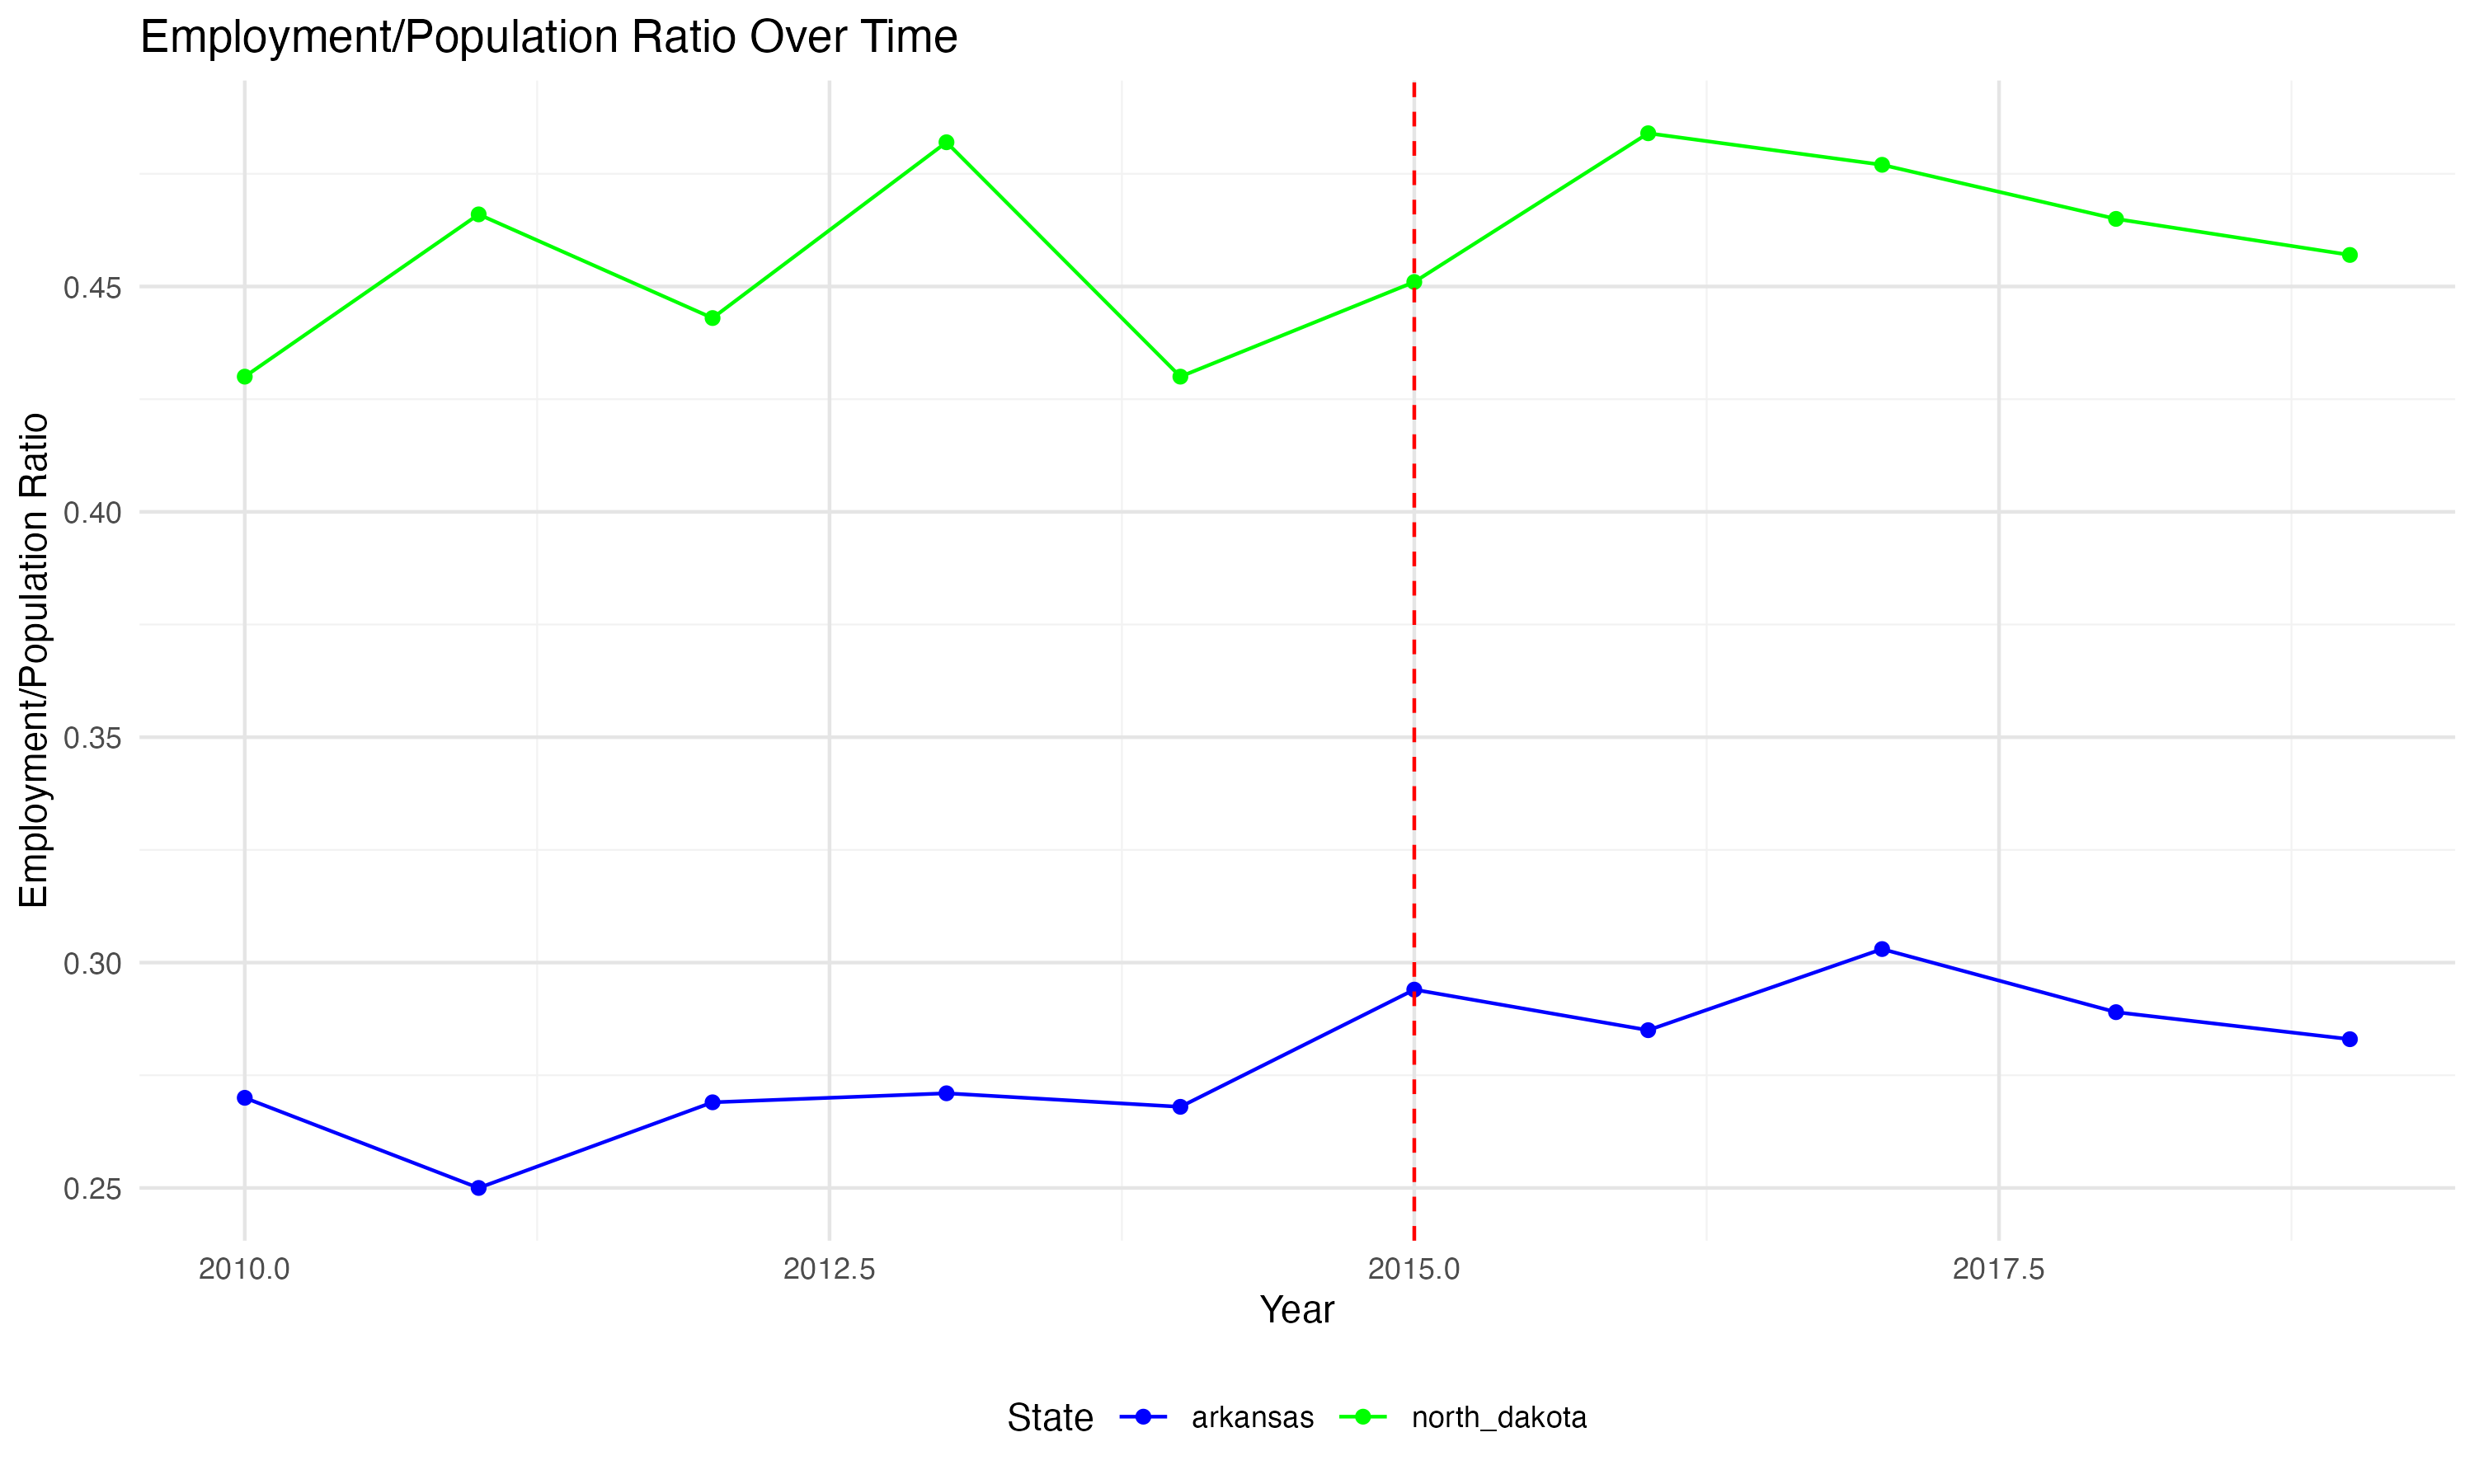 Employment/Population Ratio Over Time
Employment/Population Ratio
0.45
0.40
0.35
0.30
0.25
2010.0 2012.5 2015.0 2017.5
Year
State arkansas north_dakota